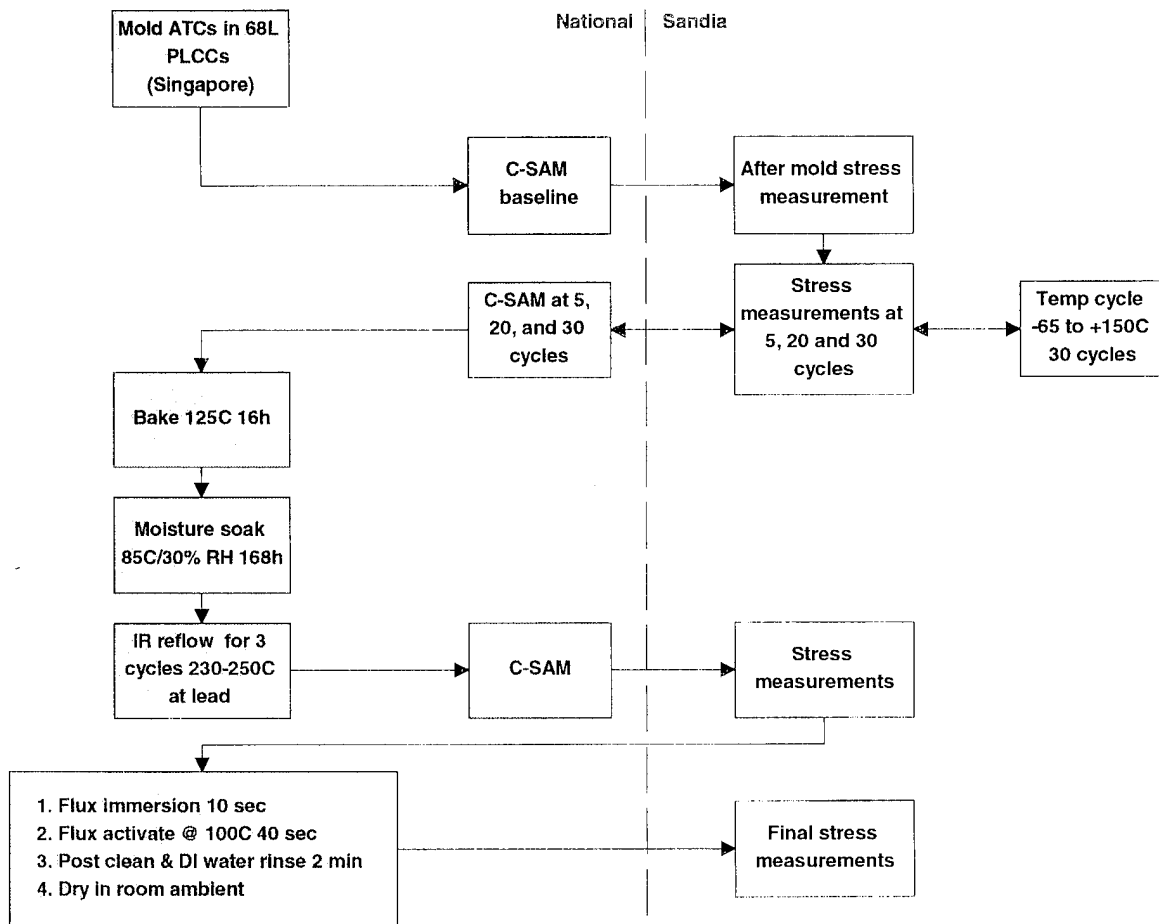 National
Sandia
Mold ATCs in 68L
PLCCs
(Singapore)
C-SAM
baseline
After mold stress
measurement
C-SAM at 5,
20, and 30
cycles
Stress
measurements at
5, 20 and 30
cycles
Temp cycle
-65 to +150C
30 cycles
Bake 125C 16h
Moisture soak
85C/30% RH 168h
IR reflow for 3
cycles 230-250C
at lead
C-SAM
Stress
measurements
1. Flux immersion 10 sec
2. Flux activate @ 100C 40 sec
3. Post clean & DI water rinse 2 min
4. Dry in room ambient
Final stress
measurements